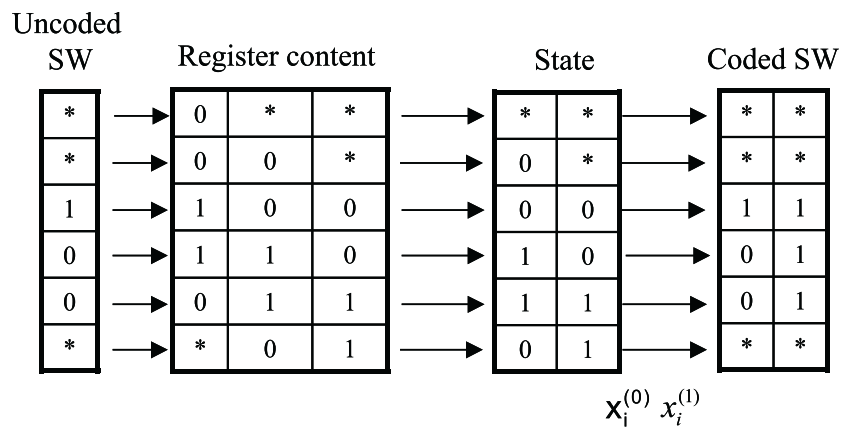 Uncoded
SW Register content State Coded SW
* 0 * * * * * *
* 0 0 * 0 * * *
1 1 0 0 0 0 1 1
0 1 1 0 1 0 0 1
0 0 1 1 1 1 0 1
* * 0 1 0 1 * *
x_i^(0) x_i^(1)